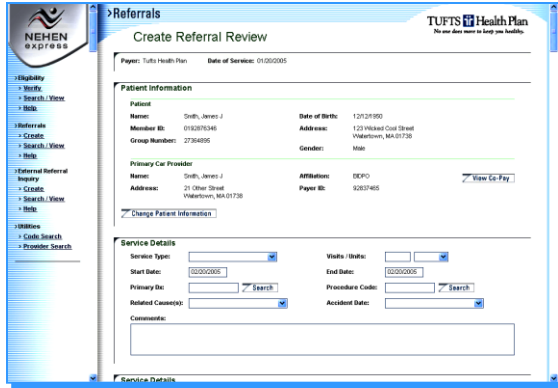 NEHEN
express
>Eligibility
> Verify
> Search / View
> Help
>Referrals
> Create
> Search / View
> Help
>External Referral
Inquiry
> Create
> Search / View
> Help
>Utilities
> Code Search
> Provider Search
>Referrals
TUFTS Health Plan
No one does more to keep you healthy.
Create Referral Review
Payer: Tufts Health Plan Date of Service: 01/20/2005
Patient Information
Patient
Name: Smith, James J Date of Birth: 12/12/1950
Member ID: 0192876346 Address: 123 Wicked Cool Street
Watertown, MA 01738
Group Number: 27354895
Gender: Male
Primary Car Provider
Name: Smith, James J Affiliation: BIDPO
Address: 21 Other Street Payer ID: 92837465 View Co-Pay
Watertown, MA 01738
Change Patient Information
Service Details
Service Type: Visits / Units:
Start Date: 02/20/2005 End Date: 02/20/2005
Primary Dx: Search Procedure Code: Search
Related Cause(s): Accident Date:
Comments:
Service Details